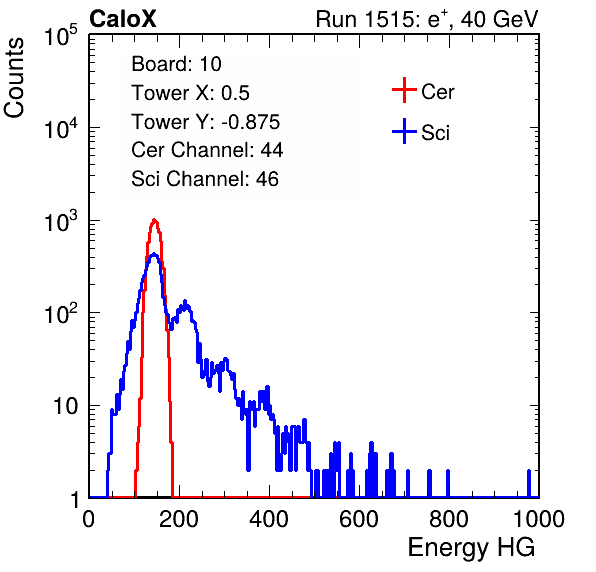 CaloX Run 1515: e⁺, 40 GeV
Counts
Board: 10
Tower X: 0.5
Tower Y: -0.875
Cer Channel: 44
Sci Channel: 46
Cer
Sci
10⁵
10⁴
10³
10²
10
1
0 200 400 600 800 1000
Energy HG